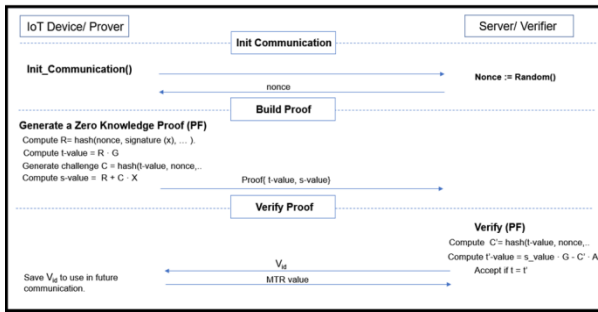 IoT Device/ Prover
Server/ Verifier
Init Communication
Init_Communication()
Nonce := Random()
nonce
Build Proof
Generate a Zero Knowledge Proof (PF)
Compute R= hash(nonce, signature (x), ... ).
Compute t-value = R · G
Generate challenge C = hash(t-value, nonce,..
Compute s-value = R + C · X
Proof( t-value, s-value)
Verify Proof
Verify (PF)
Compute C'= hash(t-value, nonce,..
Compute t'-value = s_value · G - C' · A
Accept if t = t'
V_id
MTR value
Save V_id to use in future
communication.